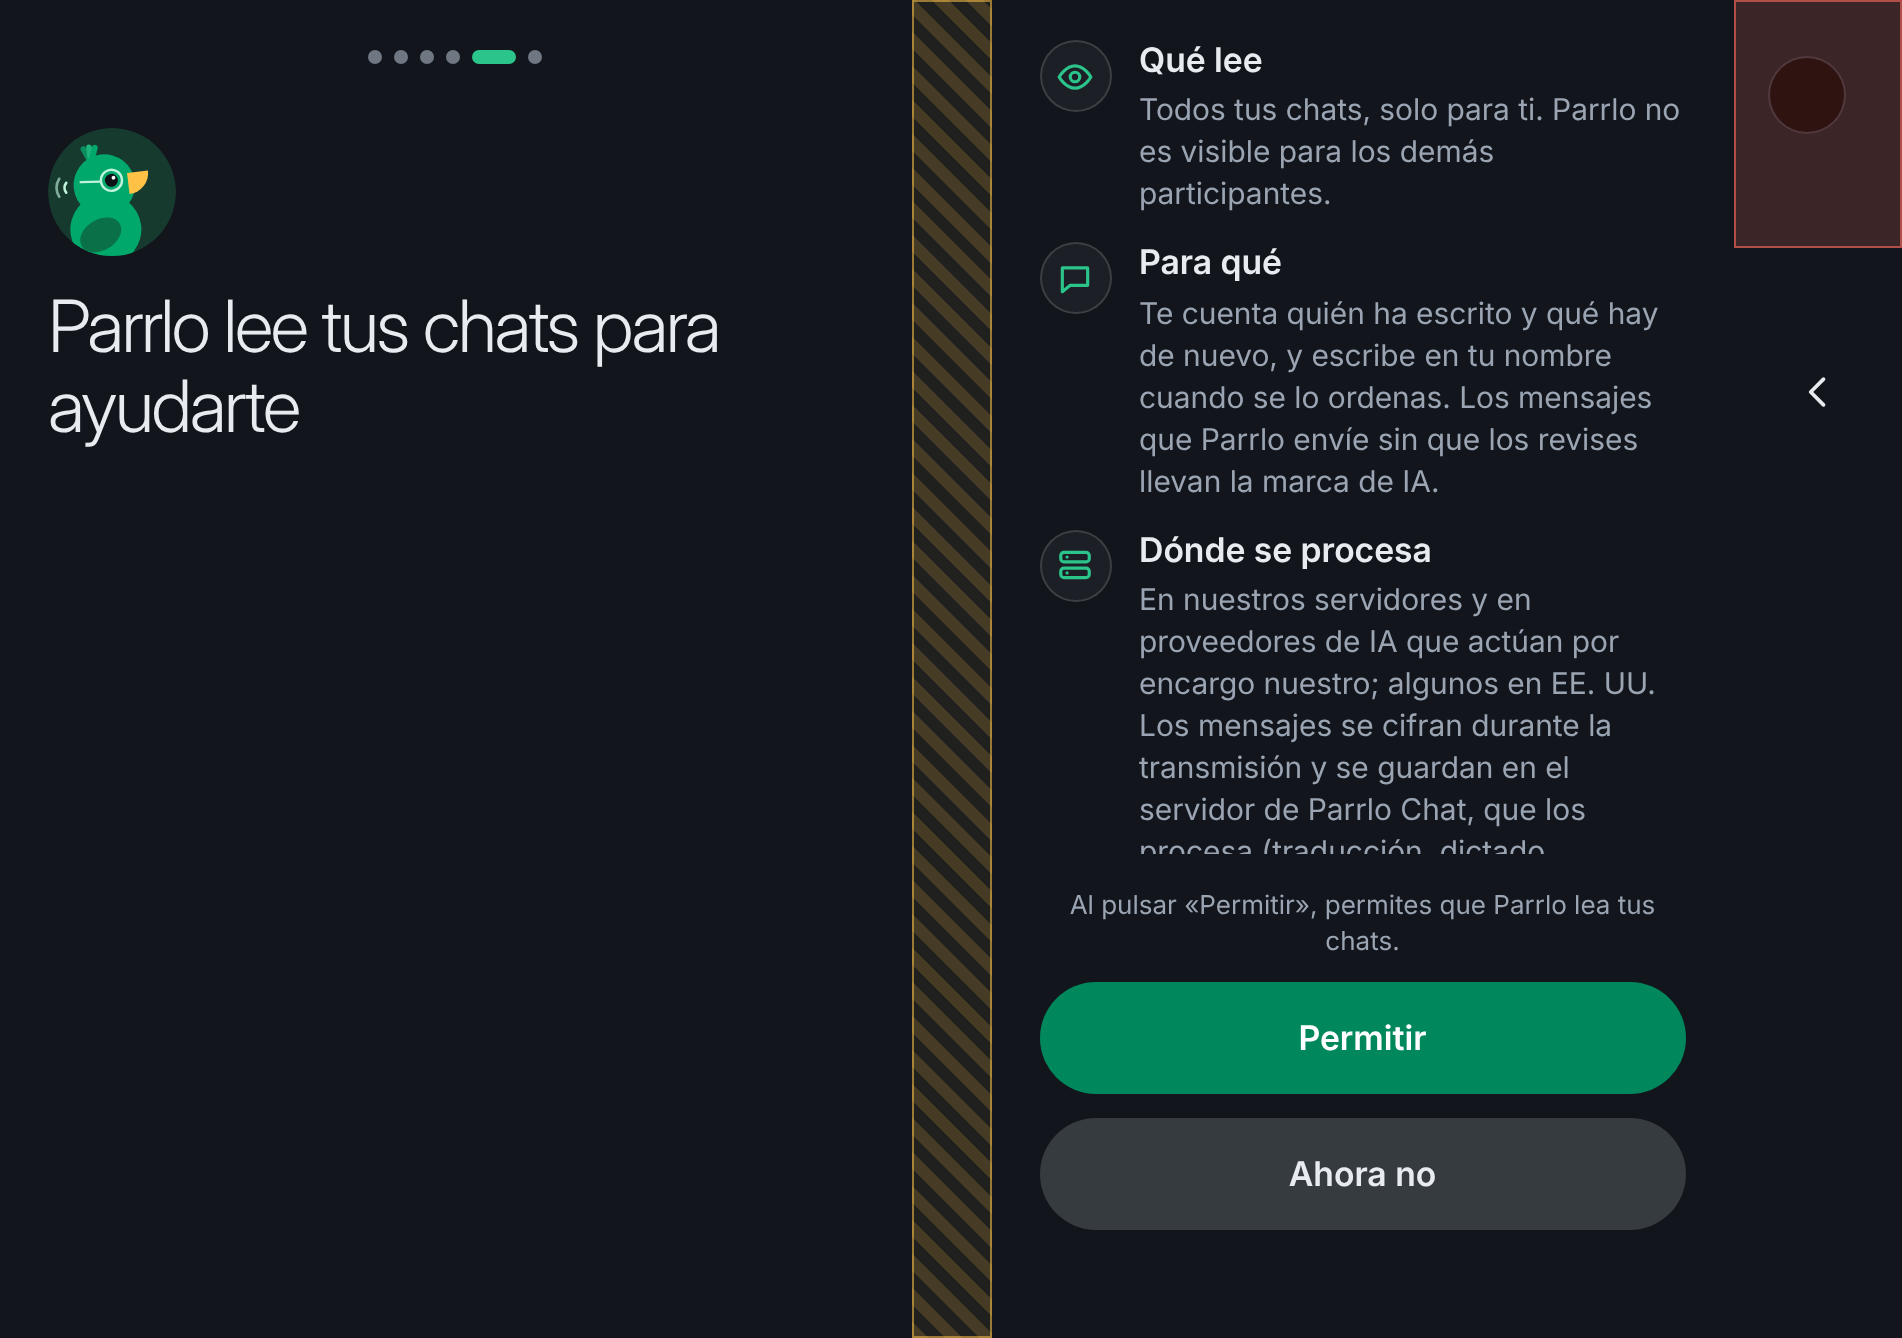 Parrlo lee tus chats para
ayudarte
Qué lee
Todos tus chats, solo para ti. Parrlo no
es visible para los demás
participantes.
Para qué
Te cuenta quién ha escrito y qué hay
de nuevo, y escribe en tu nombre
cuando se lo ordenas. Los mensajes
que Parrlo envíe sin que los revises
llevan la marca de IA.
Dónde se procesa
En nuestros servidores y en
proveedores de IA que actúan por
encargo nuestro; algunos en EE. UU.
Los mensajes se cifran durante la
transmisión y se guardan en el
servidor de Parrlo Chat, que los
procesa (traducción, dictado
Al pulsar «Permitir», permites que Parrlo lea tus
chats.
Permitir
Ahora no